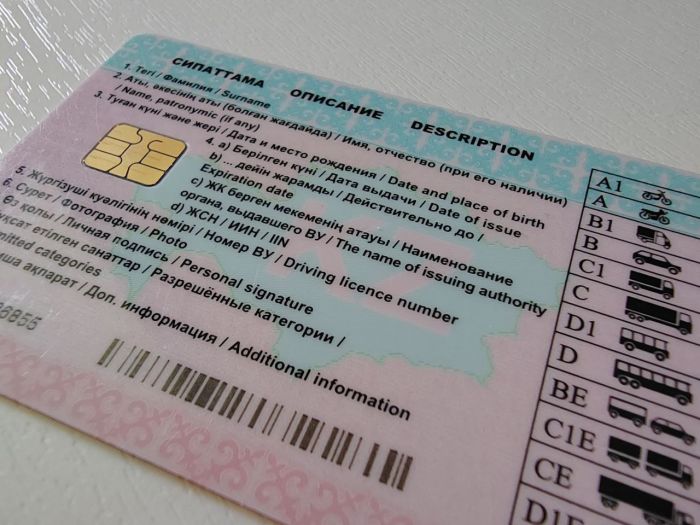 СИПАТТАМА ОПИСАНИЕ DESCRIPTION
1. Тегі / Фамилия / Surname
2. Аты, әкесінің аты (болған жағдайда) / Имя, отчество (при его наличии)
/ Name, patronymic (if any)
3. Туған күні және жері / Дата и место рождения / Date and place of birth
4. a) Берілген күні / Дата выдачи / Date of issue
b) ... дейін жарамды / Действительно до /
Expiration date
c) ЖК берген мекеменің атауы / Наименование
органа, выдавшего ВУ / The name of issuing authority
d) ЖСН / ИИН / IIN
5. Жүргізуші куәлігінің нөмірі / Номер ВУ / Driving licence number
6. Сурет / Фотография / Photo
қолы / Личная подпись / Personal signature
етілген санаттар / Разрешённые категории /
categories
ақпарат / Доп. информация / Additional information
KZ
A1
A
B1
B
C1
C
D1
D
BE
C1E
CE
D1E